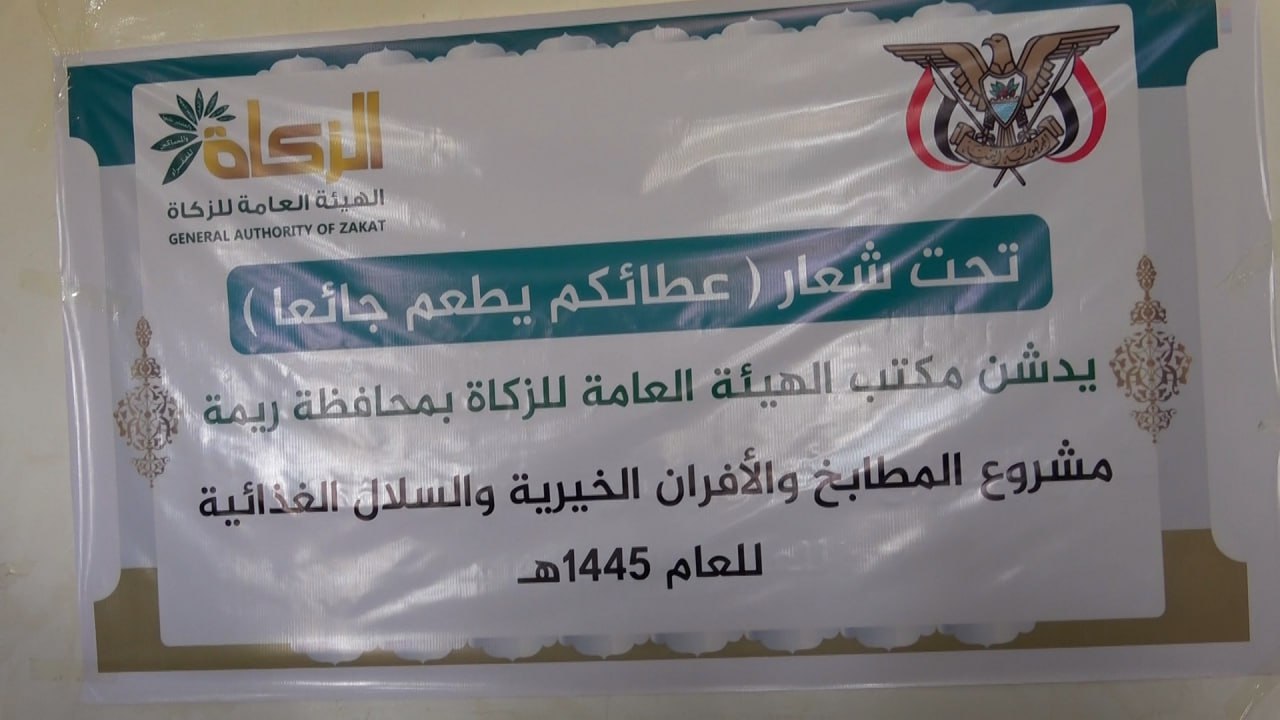 الزكاة
الهيئة العامة للزكاة
GENERAL AUTHORITY OF ZAKAT
تحت شعار ( عطائكم يطعم جائعا )
يدشن مكتب الهيئة العامة للزكاة بمحافظة ريمة
مشروع المطابخ والأفران الخيرية والسلال الغذائية
للعام 1445هـ